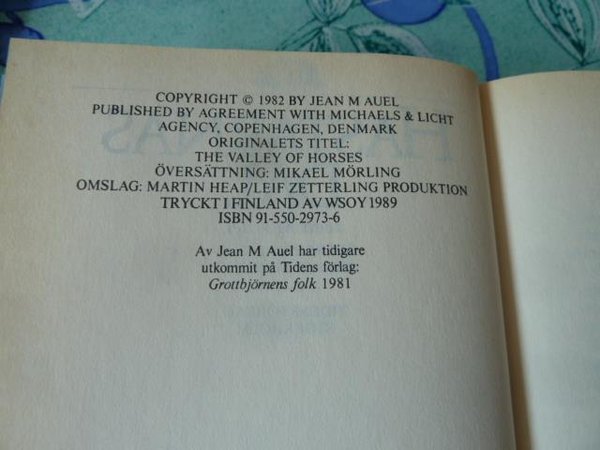 COPYRIGHT © 1982 BY JEAN M AUEL
PUBLISHED BY AGREEMENT WITH MICHAELS & LICHT
AGENCY, COPENHAGEN, DENMARK
ORIGINALETS TITEL:
THE VALLEY OF HORSES
ÖVERSÄTTNING: MIKAEL MÖRLING
OMSLAG: MARTIN HEAP/LEIF ZETTERLING PRODUKTION
TRYCKT I FINLAND AV WSOY 1989
ISBN 91-550-2973-6
Av Jean M Auel har tidigare
utkommit på Tidens förlag:
Grottbjörnens folk 1981